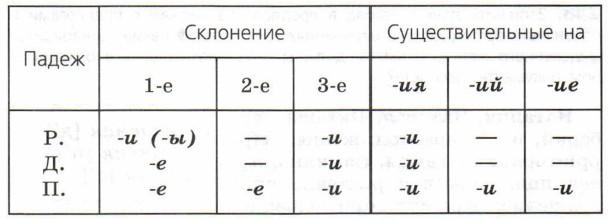 Падеж Склонение Существительные на
1-е 2-е 3-е -ия -ий -ие
Р. -и (-ы) — -и -и — —
Д. -е — -и -и — —
П. -е -е -и -и -и -и